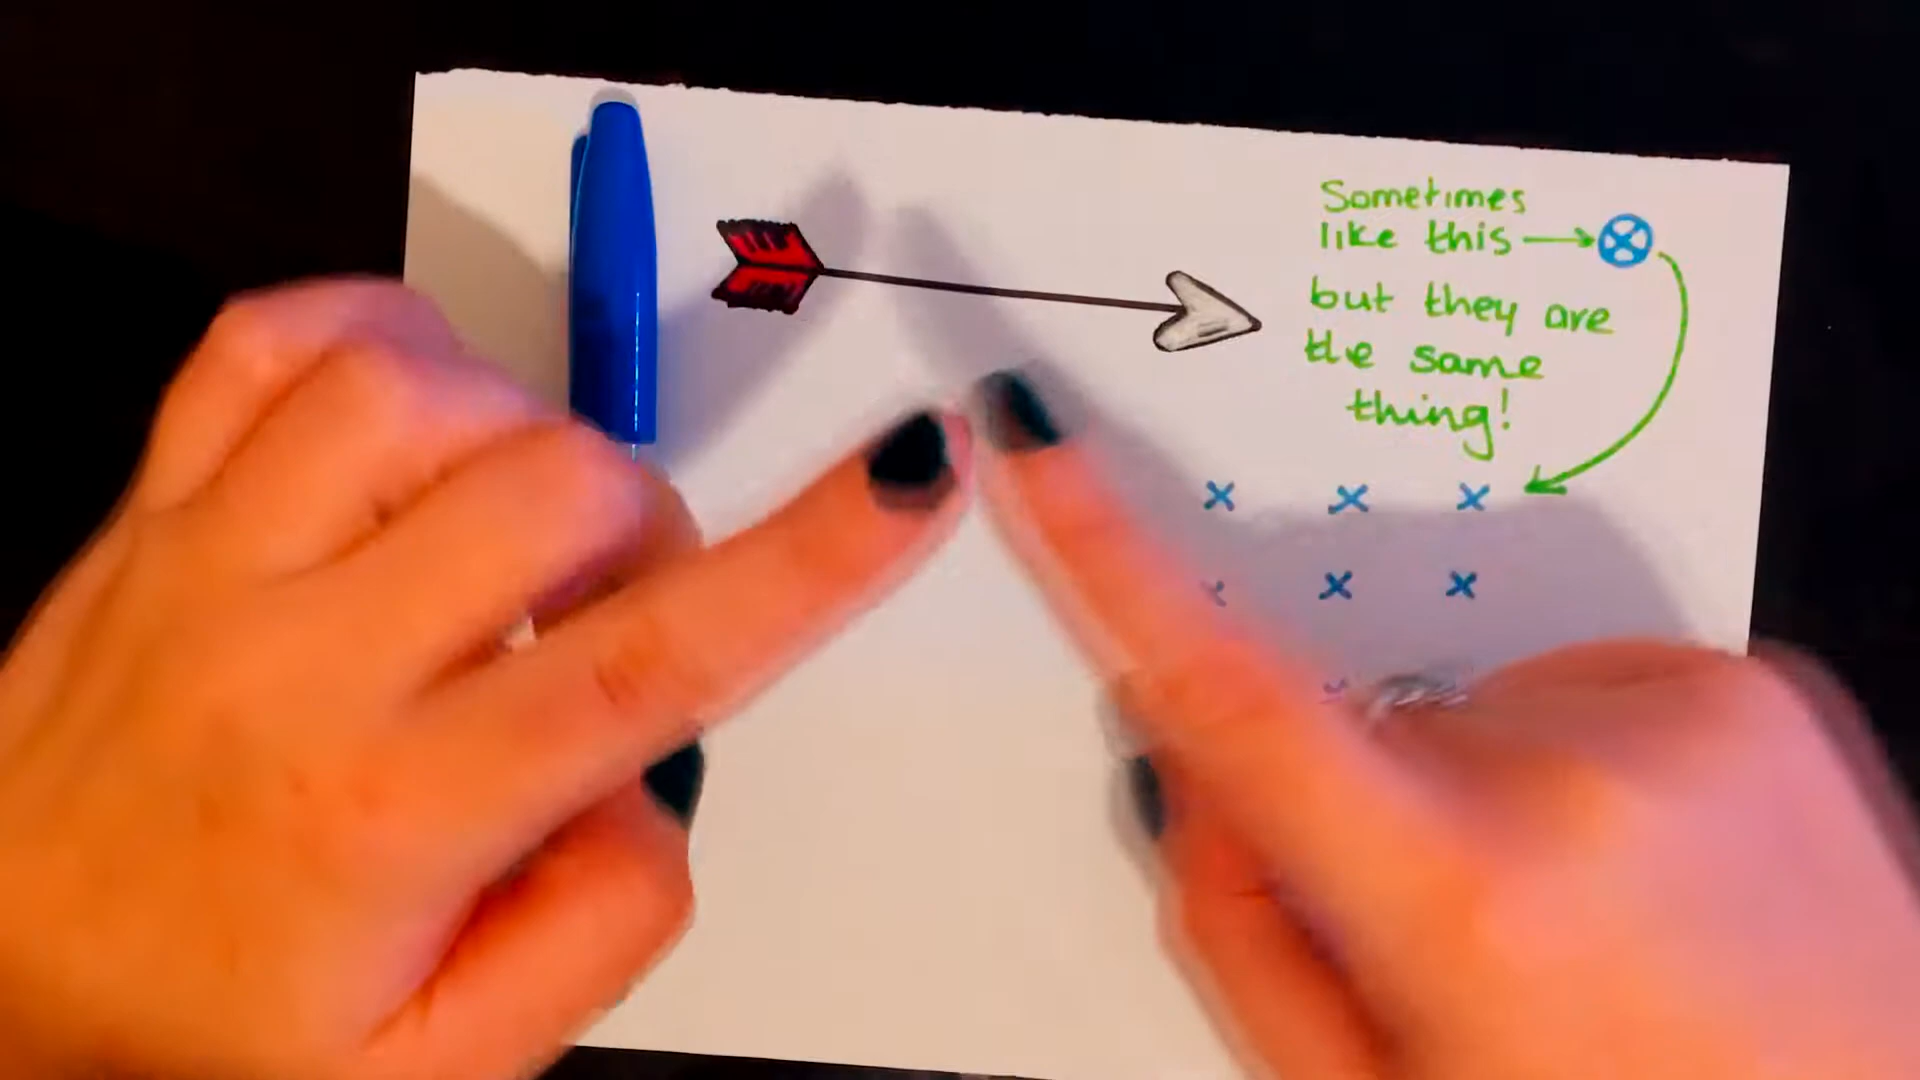 Sometimes
like this
but they are
the same
thing!
x x x
x x x
x